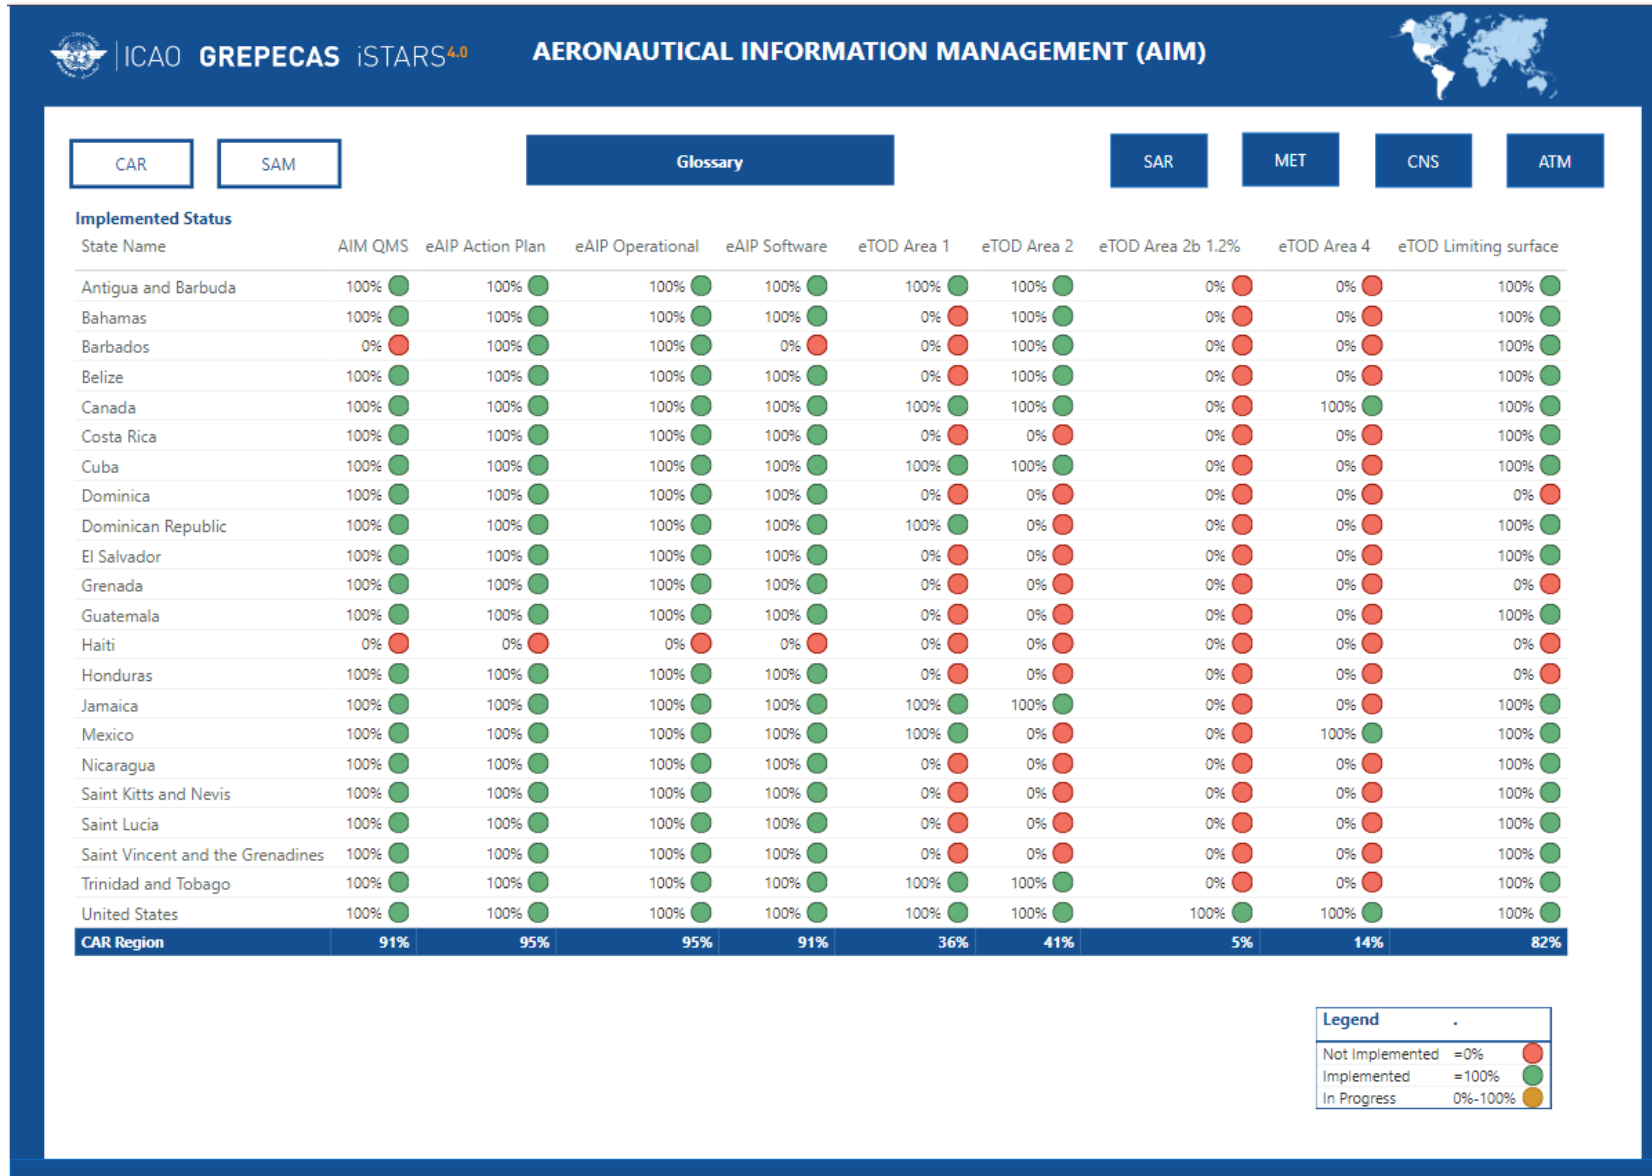 ICAO GREPECAS iSTARS4.0 AERONAUTICAL INFORMATION MANAGEMENT (AIM)
CAR SAM Glossary SAR MET CNS ATM
Implemented Status
State Name AIM QMS eAIP Action Plan eAIP Operational eAIP Software eTOD Area 1 eTOD Area 2 eTOD Area 2b 1.2% eTOD Area 4 eTOD Limiting surface
Antigua and Barbuda 100% 100% 100% 100% 100% 100% 0% 0% 100%
Bahamas 100% 100% 100% 100% 0% 100% 0% 0% 100%
Barbados 0% 100% 100% 0% 0% 100% 0% 0% 100%
Belize 100% 100% 100% 100% 0% 100% 0% 0% 100%
Canada 100% 100% 100% 100% 100% 100% 0% 100% 100%
Costa Rica 100% 100% 100% 100% 0% 0% 0% 0% 100%
Cuba 100% 100% 100% 100% 100% 100% 0% 0% 100%
Dominica 100% 100% 100% 100% 0% 0% 0% 0% 0%
Dominican Republic 100% 100% 100% 100% 100% 0% 0% 0% 100%
El Salvador 100% 100% 100% 100% 0% 0% 0% 0% 100%
Grenada 100% 100% 100% 100% 0% 0% 0% 0% 0%
Guatemala 100% 100% 100% 100% 0% 0% 0% 0% 100%
Haiti 0% 0% 0% 0% 0% 0% 0% 0% 0%
Honduras 100% 100% 100% 100% 0% 0% 0% 0% 0%
Jamaica 100% 100% 100% 100% 100% 100% 0% 0% 100%
Mexico 100% 100% 100% 100% 100% 0% 0% 100% 100%
Nicaragua 100% 100% 100% 100% 0% 0% 0% 0% 100%
Saint Kitts and Nevis 100% 100% 100% 100% 0% 0% 0% 0% 100%
Saint Lucia 100% 100% 100% 100% 0% 0% 0% 0% 100%
Saint Vincent and the Grenadines 100% 100% 100% 100% 0% 0% 0% 0% 100%
Trinidad and Tobago 100% 100% 100% 100% 100% 100% 0% 0% 100%
United States 100% 100% 100% 100% 100% 100% 100% 100% 100%
CAR Region 91% 95% 95% 91% 36% 41% 5% 14% 82%
Legend .
Not Implemented =0%
Implemented =100%
In Progress 0%-100%